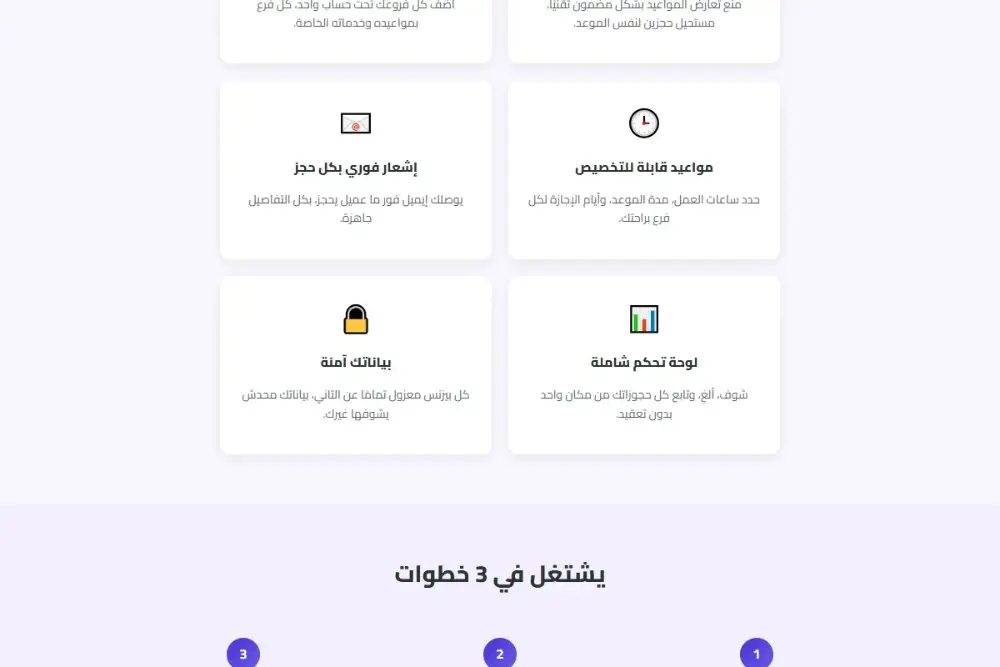 منع تعارض المواعيد بشكل مضمون تقنيًا،
مستحيل حجزين لنفس الموعد.
أضف كل فروعك تحت حساب واحد، كل فرع
بمواعيده وخدماته الخاصة.
مواعيد قابلة للتخصيص
حدد ساعات العمل، مدة الموعد، وأيام الإجازة لكل
فرع براحتك.
إشعار فوري بكل حجز
يوصلك إيميل فور ما عميل يحجز، بكل التفاصيل
جاهزة.
لوحة تحكم شاملة
شوف، ألغِ، وتابع كل حجوزاتك من مكان واحد
بدون تعقيد.
بياناتك آمنة
كل بيزنس معزول تمامًا عن التاني، بياناتك محدش
يشوفها غيرك.
يشتغل في 3 خطوات
1
2
3